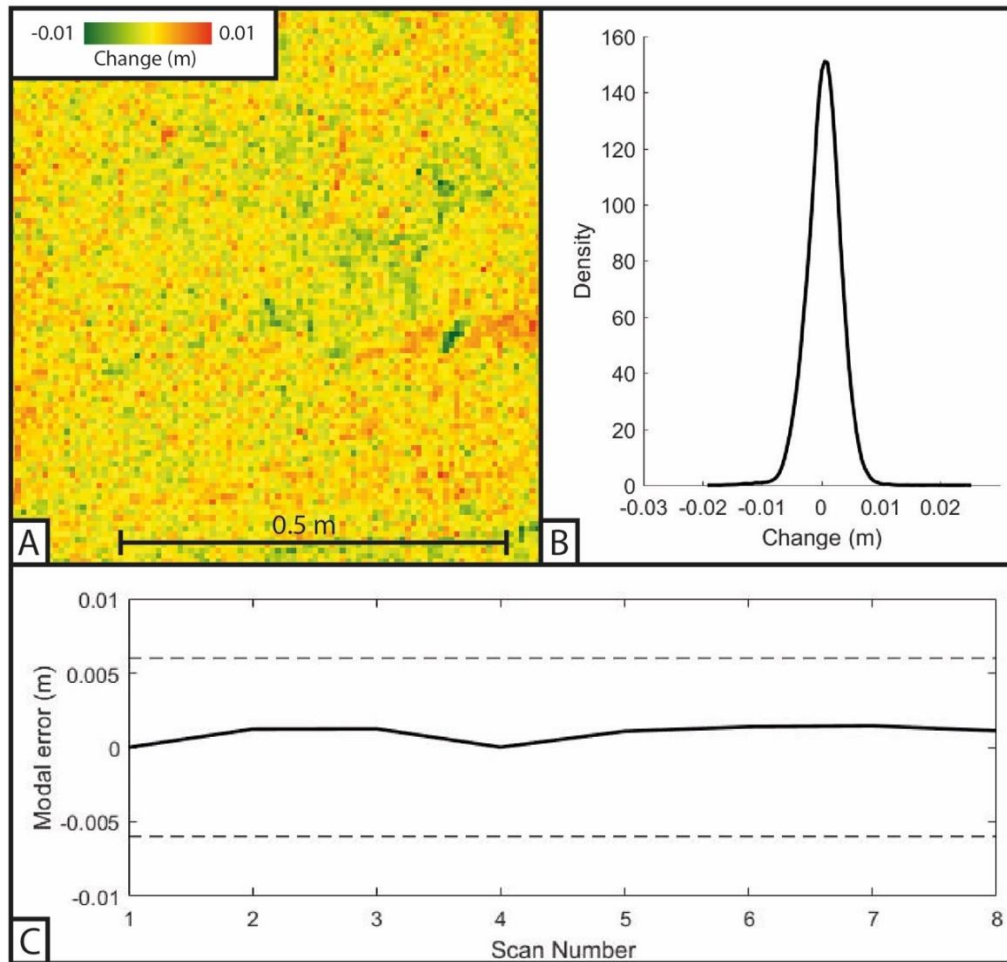 -0.01 0.01
Change (m)
0.5 m
A
160
140
120
100
80
60
40
20
0
Density
-0.03 -0.02 -0.01 0 0.01 0.02
Change (m)
B
0.01
0.005
0
-0.005
-0.01
Modal error (m)
1 2 3 4 5 6 7 8
Scan Number
C